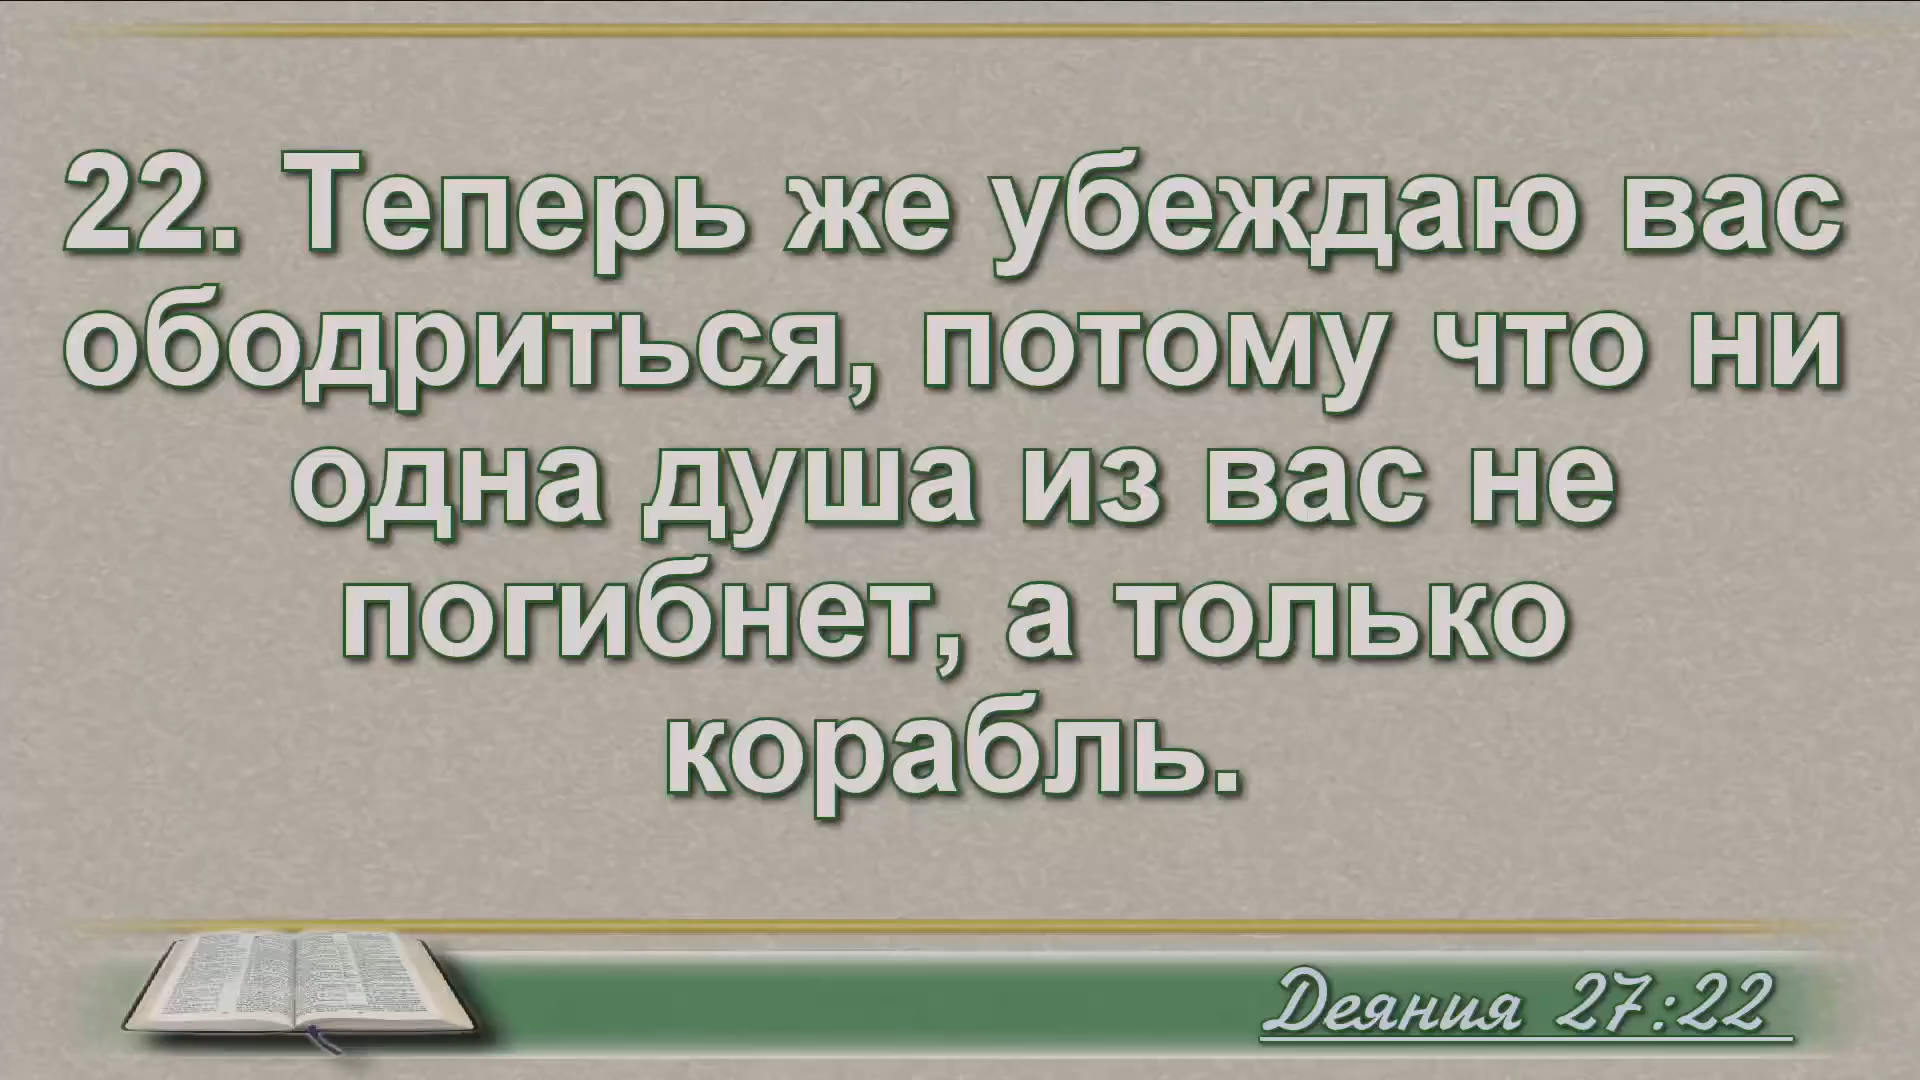 22. Теперь же убеждаю вас
ободриться, потому что ни
одна душа из вас не
погибнет, а только
корабль.
Деяния 27:22